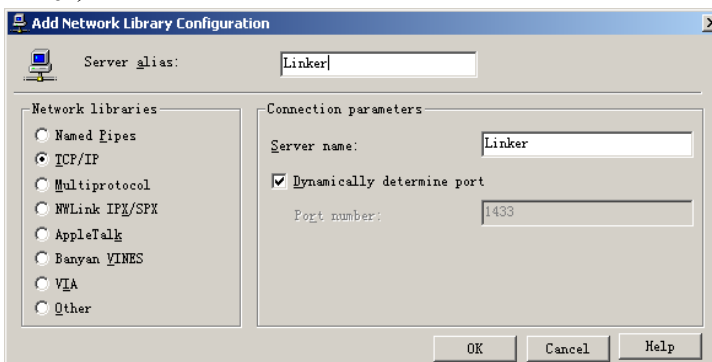 Add Network Library Configuration
Server alias:
Linker
Network libraries
Named Pipes
TCP/IP
Multiprotocol
NWLink IPX/SPX
AppleTalk
Banyan VINES
VIA
Other
Connection parameters
Server name:
Linker
Dynamically determine port
Port number:
1433
OK Cancel Help